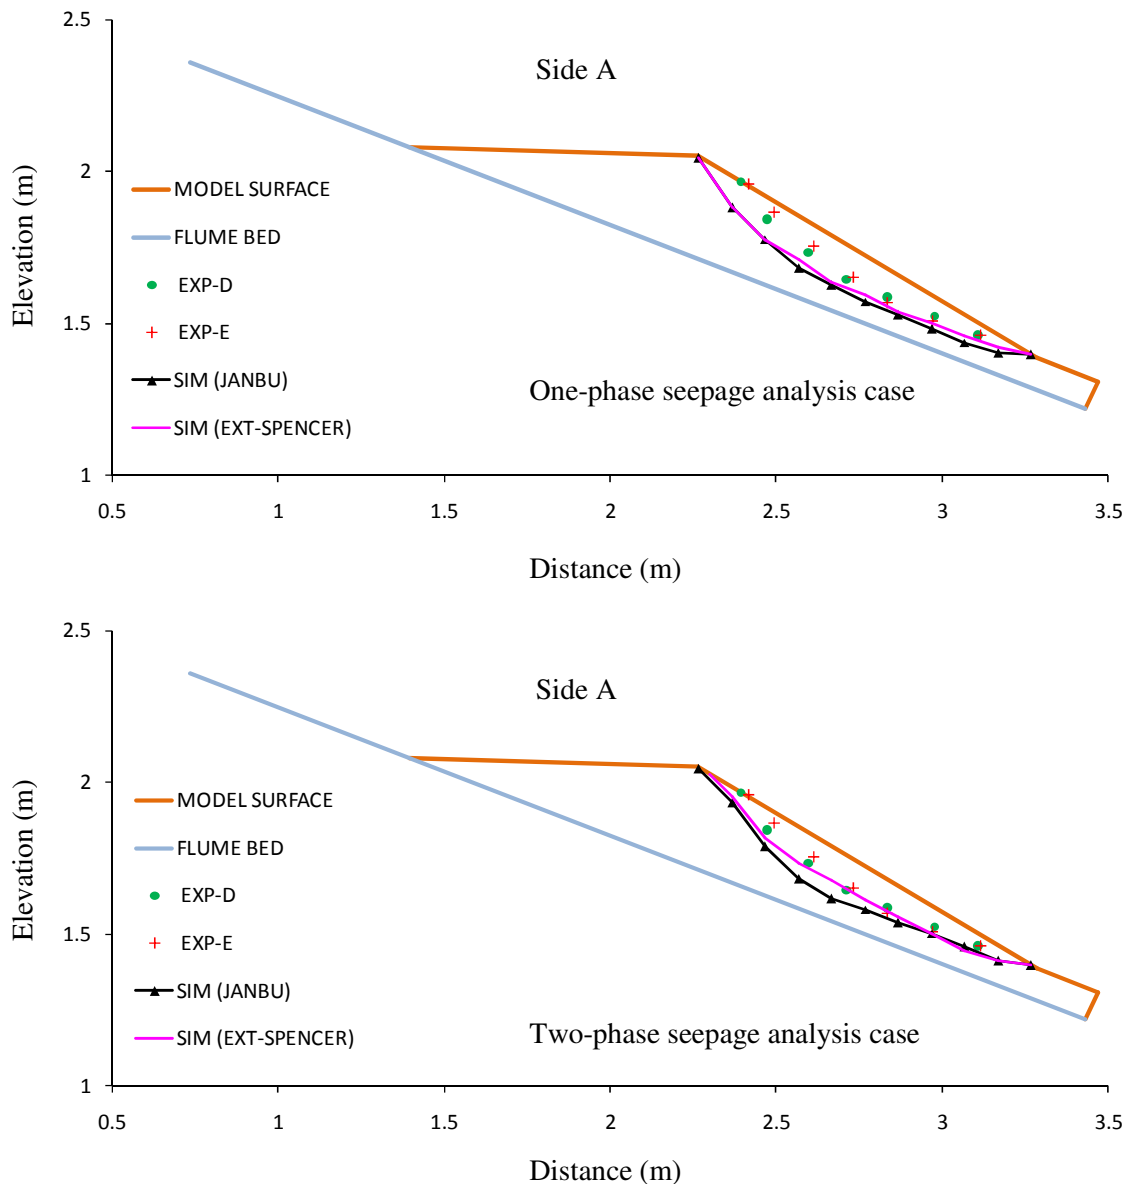 2.5
Side A
2
MODEL SURFACE
FLUME BED
EXP-D
EXP-E
SIM (JANBU)
SIM (EXT-SPENCER)
1.5
One-phase seepage analysis case
1
Elevation (m)
0.5 1 1.5 2 2.5 3 3.5
Distance (m)
2.5
Side A
2
MODEL SURFACE
FLUME BED
EXP-D
EXP-E
SIM (JANBU)
SIM (EXT-SPENCER)
1.5
Two-phase seepage analysis case
1
Elevation (m)
0.5 1 1.5 2 2.5 3 3.5
Distance (m)